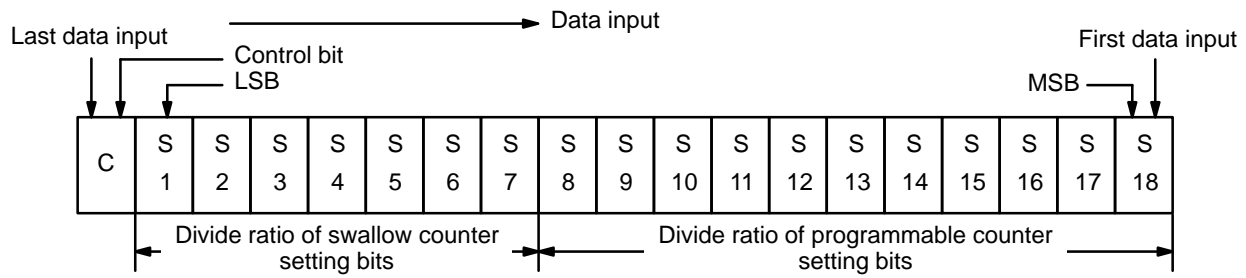 Data input
Last data input
First data input
Control bit
LSB
MSB
C S S S S S S S S S S S S S S S S S S
1 2 3 4 5 6 7 8 9 10 11 12 13 14 15 16 17 18
Divide ratio of swallow counter
setting bits
Divide ratio of programmable counter
setting bits